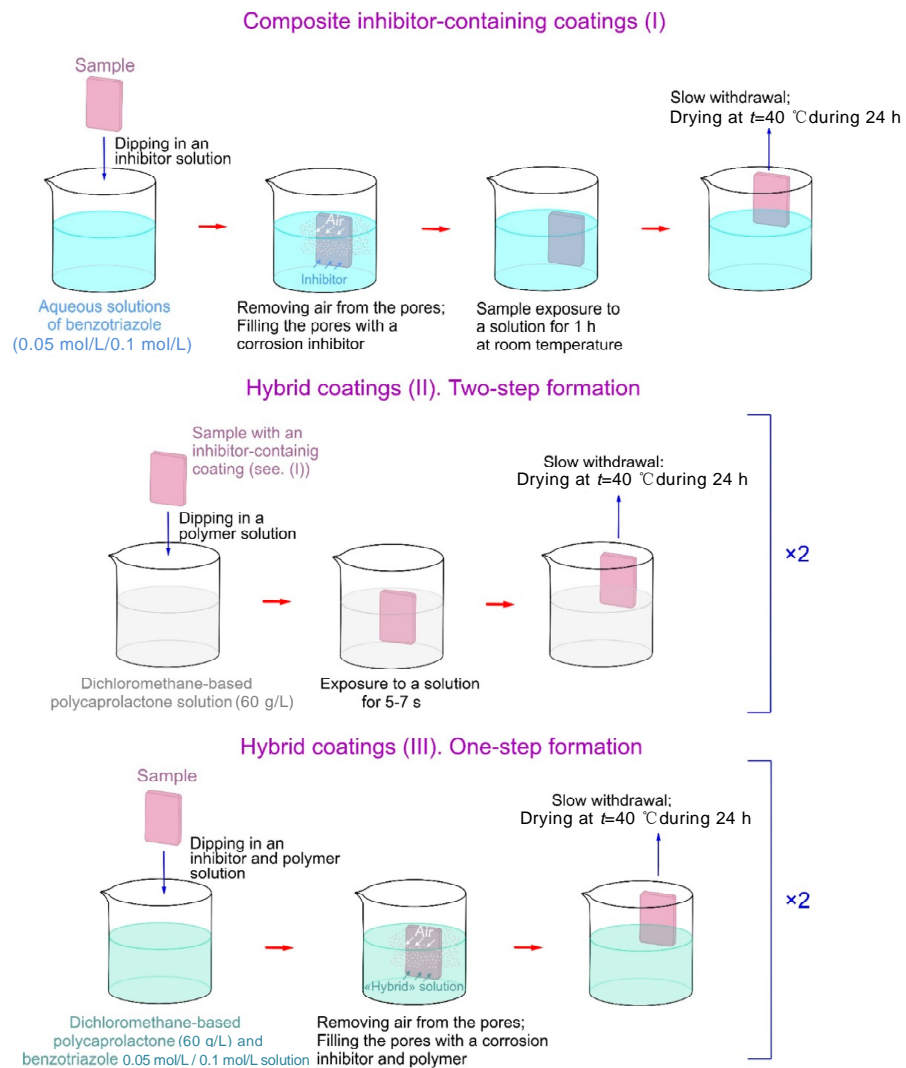 Composite inhibitor-containing coatings (I)
Sample
Dipping in an
inhibitor solution
Slow withdrawal;
Drying at t=40 ℃ during 24 h
Air
Inhibitor
Aqueous solutions
of benzotriazole
(0.05 mol/L/0.1 mol/L)
Removing air from the pores;
Filling the pores with a
corrosion inhibitor
Sample exposure to
a solution for 1 h
at room temperature
Hybrid coatings (II). Two-step formation
Sample with an
inhibitor-containig
coating (see. (I))
Dipping in a
polymer solution
Slow withdrawal:
Drying at t=40 ℃ during 24 h
×2
Dichloromethane-based
polycaprolactone solution (60 g/L)
Exposure to a solution
for 5-7 s
Hybrid coatings (III). One-step formation
Sample
Dipping in an
inhibitor and polymer
solution
Slow withdrawal;
Drying at t=40 ℃ during 24 h
×2
Air
«Hybrid» solution
Dichloromethane-based
polycaprolactone (60 g/L) and
benzotriazole 0.05 mol/L / 0.1 mol/L solution
Removing air from the pores;
Filling the pores with a corrosion
inhibitor and polymer